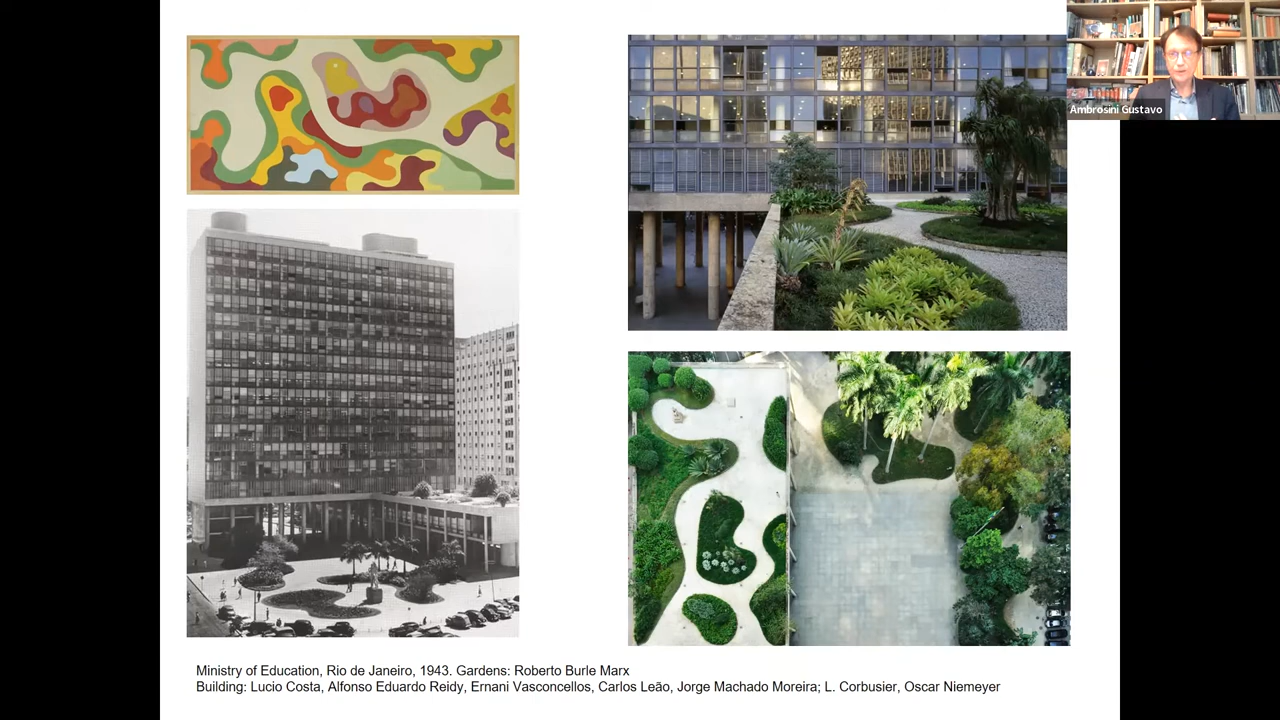 Ambrosini Gustavo
Ministry of Education, Rio de Janeiro, 1943. Gardens: Roberto Burle Marx
Building: Lucio Costa, Alfonso Eduardo Reidy, Ernani Vasconcellos, Carlos Leão, Jorge Machado Moreira; L. Corbusier, Oscar Niemeyer